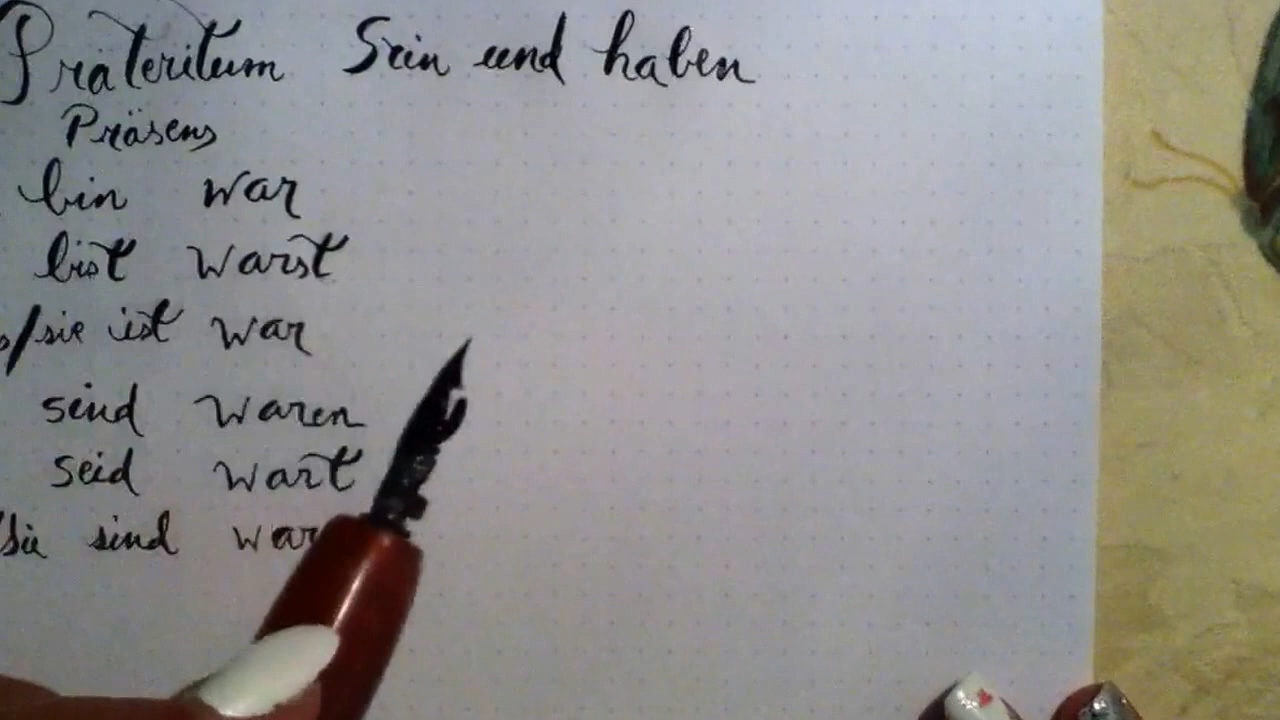 Präteritum Sein und haben
Präsens
bin war
bist warst
s/sie ist war
sind waren
seid wart
/Sie sind war